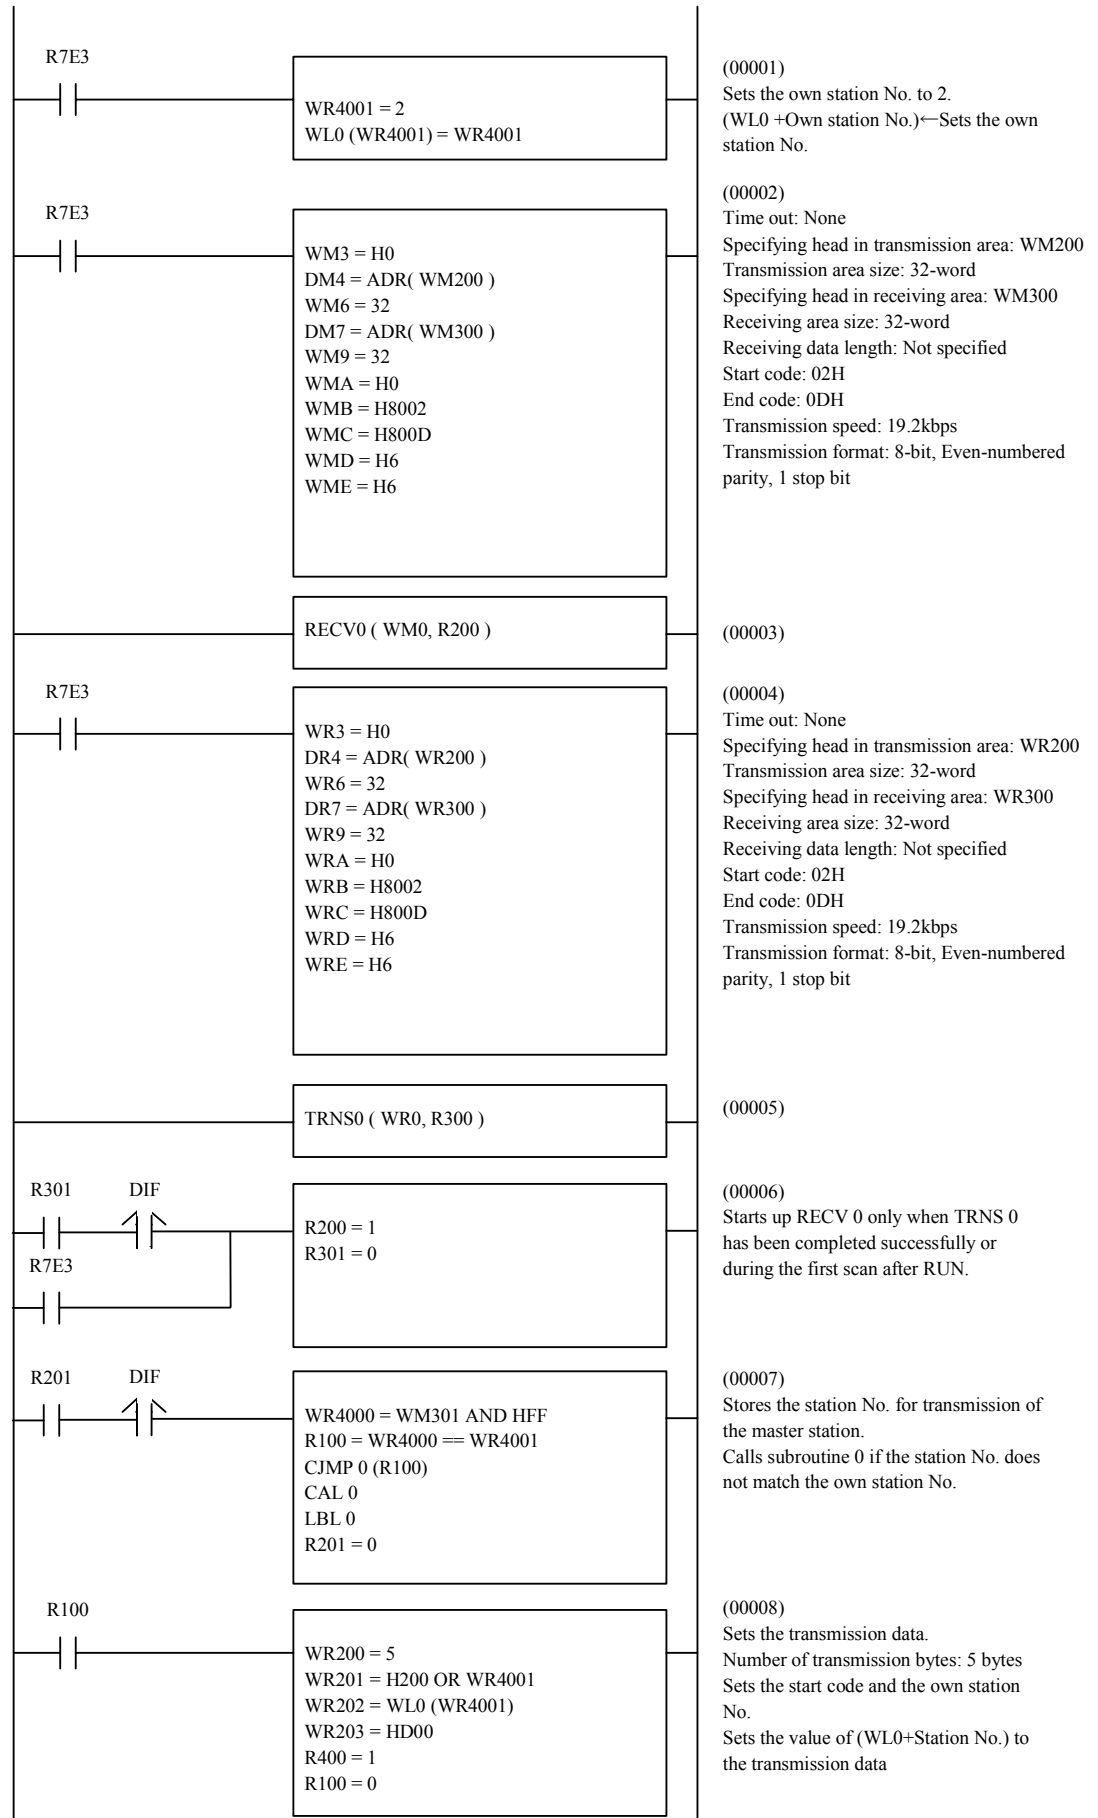 R7E3
WR4001 = 2
WL0 (WR4001) = WR4001
(00001)
Sets the own station No. to 2.
(WL0 +Own station No.)←Sets the own
station No.
R7E3
WM3 = H0
DM4 = ADR( WM200 )
WM6 = 32
DM7 = ADR( WM300 )
WM9 = 32
WMA = H0
WMB = H8002
WMC = H800D
WMD = H6
WME = H6
(00002)
Time out: None
Specifying head in transmission area: WM200
Transmission area size: 32-word
Specifying head in receiving area: WM300
Receiving area size: 32-word
Receiving data length: Not specified
Start code: 02H
End code: 0DH
Transmission speed: 19.2kbps
Transmission format: 8-bit, Even-numbered
parity, 1 stop bit
RECV0 ( WM0, R200 )
(00003)
R7E3
WR3 = H0
DR4 = ADR( WR200 )
WR6 = 32
DR7 = ADR( WR300 )
WR9 = 32
WRA = H0
WRB = H8002
WRC = H800D
WRD = H6
WRE = H6
(00004)
Time out: None
Specifying head in transmission area: WR200
Transmission area size: 32-word
Specifying head in receiving area: WR300
Receiving area size: 32-word
Receiving data length: Not specified
Start code: 02H
End code: 0DH
Transmission speed: 19.2kbps
Transmission format: 8-bit, Even-numbered
parity, 1 stop bit
TRNS0 ( WR0, R300 )
(00005)
R301 DIF
R7E3
R200 = 1
R301 = 0
(00006)
Starts up RECV 0 only when TRNS 0
has been completed successfully or
during the first scan after RUN.
R201 DIF
WR4000 = WM301 AND HFF
R100 = WR4000 == WR4001
CJMP 0 (R100)
CAL 0
LBL 0
R201 = 0
(00007)
Stores the station No. for transmission of
the master station.
Calls subroutine 0 if the station No. does
not match the own station No.
R100
WR200 = 5
WR201 = H200 OR WR4001
WR202 = WL0 (WR4001)
WR203 = HD00
R400 = 1
R100 = 0
(00008)
Sets the transmission data.
Number of transmission bytes: 5 bytes
Sets the start code and the own station
No.
Sets the value of (WL0+Station No.) to
the transmission data